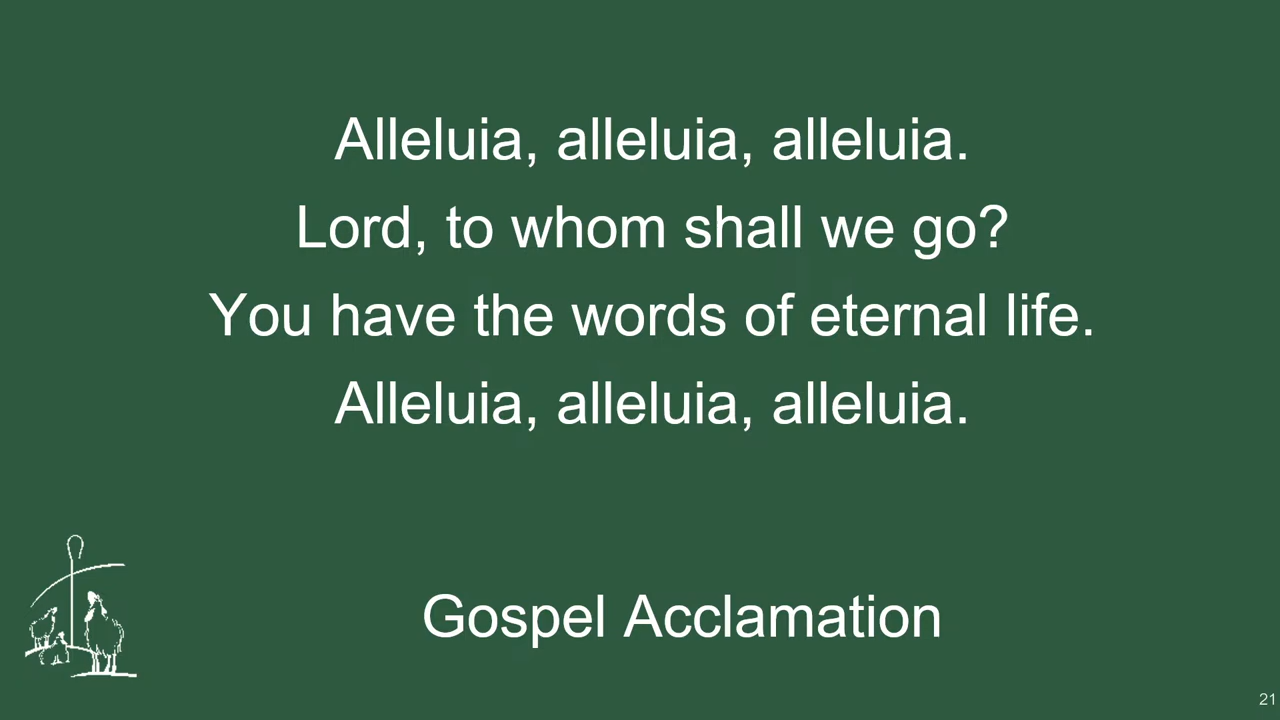 Alleluia, alleluia, alleluia.
Lord, to whom shall we go?
You have the words of eternal life.
Alleluia, alleluia, alleluia.
Gospel Acclamation
21